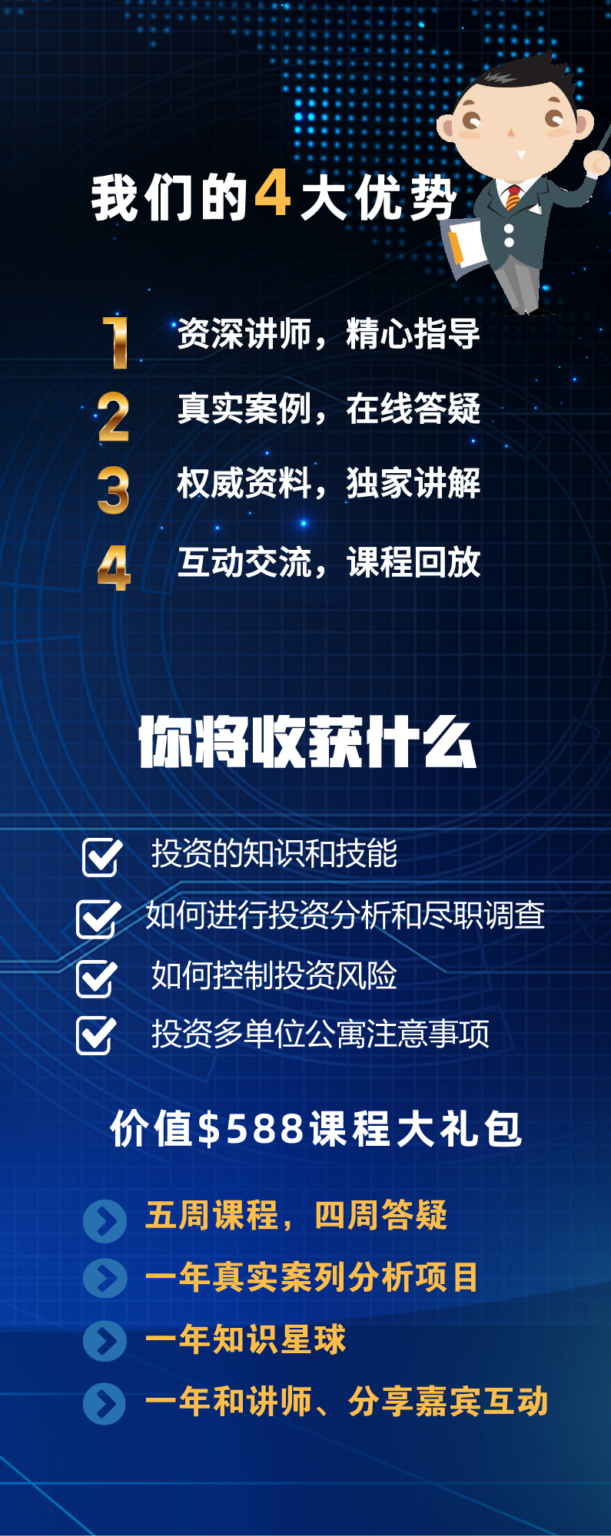 我们的4大优势
1 资深讲师，精心指导
2 真实案例，在线答疑
3 权威资料，独家讲解
4 互动交流，课程回放
你将收获什么
投资的知识和技能
如何进行投资分析和尽职调查
如何控制投资风险
投资多单位公寓注意事项
价值$588课程大礼包
五周课程，四周答疑
一年真实案列分析项目
一年知识星球
一年和讲师、分享嘉宾互动